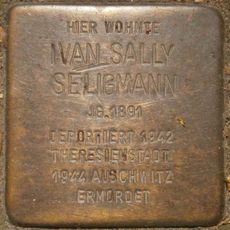 HIER WOHNTE
IVAN SALLY
SELIGMANN
JG. 1891
DEPORTIERT 1942
THERESIENSTADT
1944 AUSCHWITZ
ERMORDET